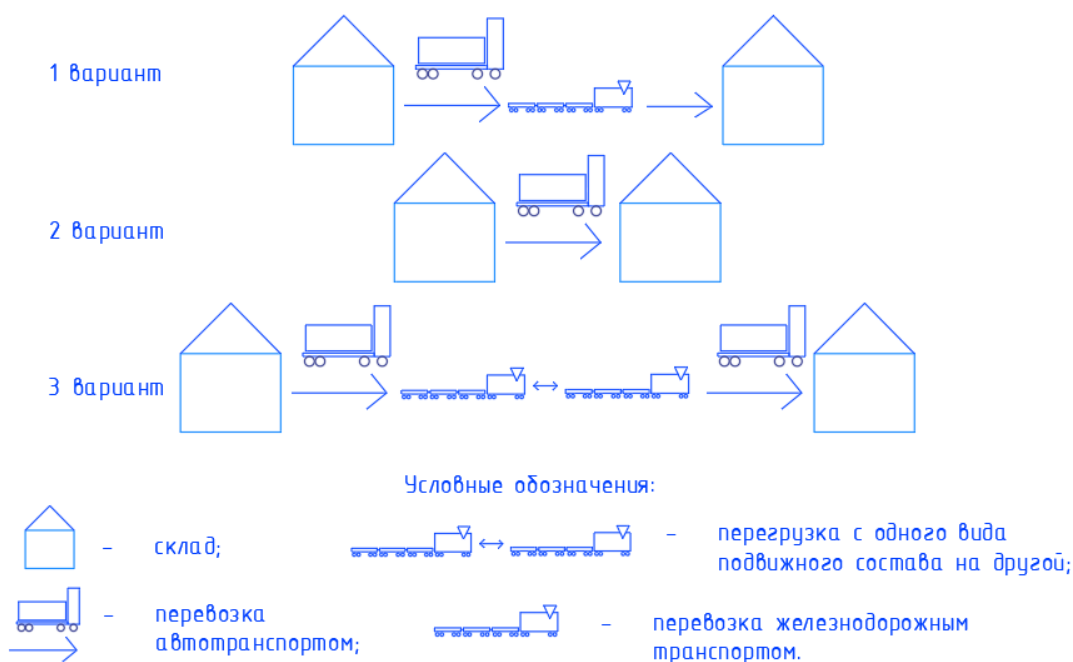 1 вариант
2 вариант
3 вариант
Условные обозначения:
– склад;
– перегрузка с одного вида
подвижного состава на другой;
– перевозка
автотранспортом;
– перевозка железнодорожным
транспортом.